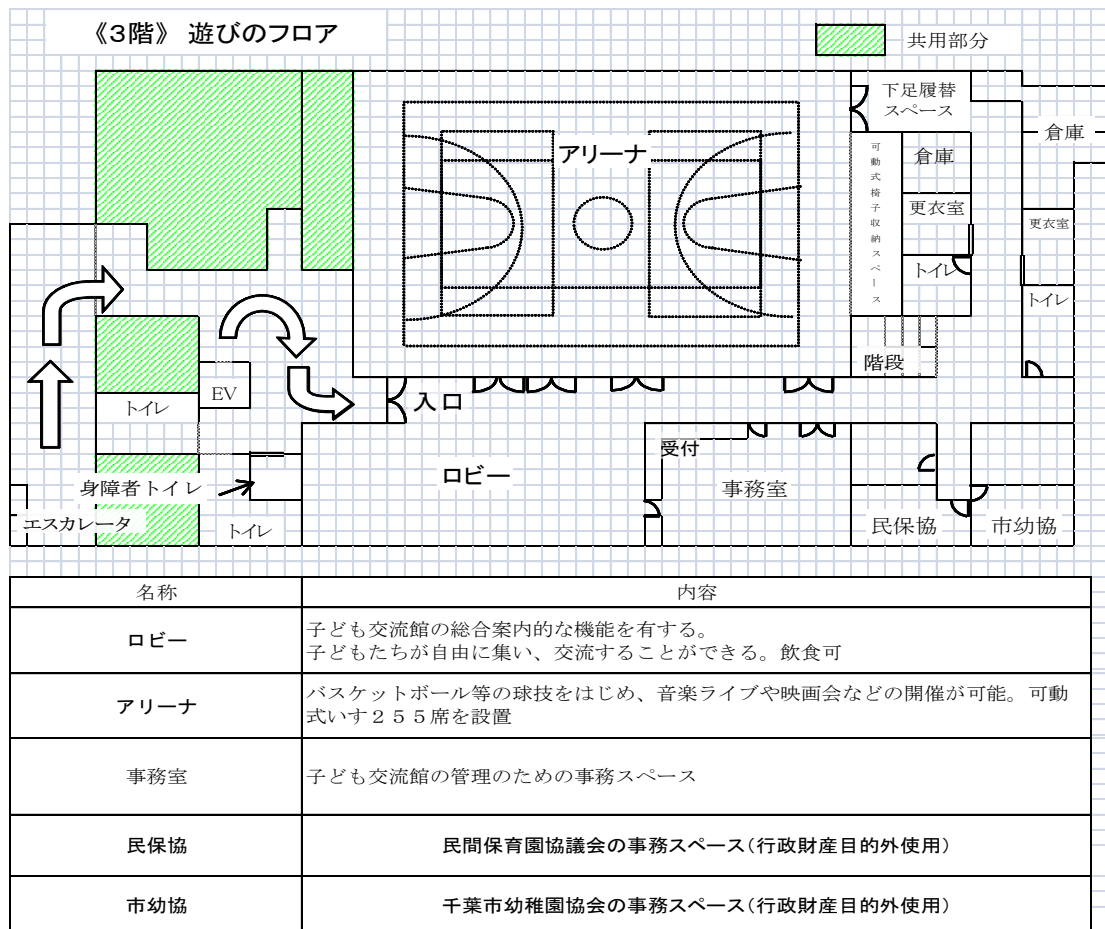 《3階》 遊びのフロア
共用部分
下足履替
スペース
倉庫
アリーナ
可動式椅子収納スペース
倉庫
更衣室
更衣室
トイレ
トイレ
階段
EV
トイレ
入口
受付
ロビー
事務室
身障者トイレ
エスカレータ
トイレ
民保協
市幼協
名称 内容
ロビー
子ども交流館の総合案内的な機能を有する。
子どもたちが自由に集い、交流することができる。飲食可
アリーナ
バスケットボール等の球技をはじめ、音楽ライブや映画会などの開催が可能。可動
式いす255席を設置
事務室 子ども交流館の管理のための事務スペース
民保協 民間保育園協議会の事務スペース(行政財産目的外使用)
市幼協 千葉市幼稚園協会の事務スペース(行政財産目的外使用)